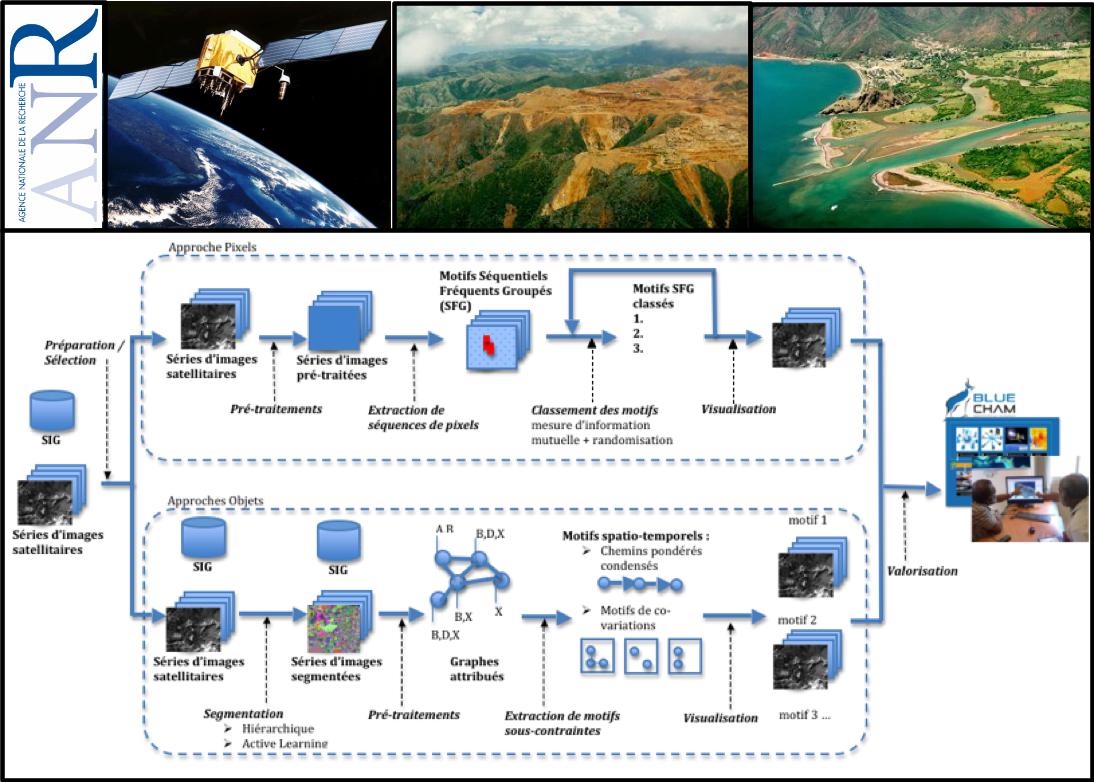 ANR
AGENCE NATIONALE DE LA RECHERCHE
Approche Pixels
Préparation /
Sélection
SIG
Séries d'images
satellitaires
Séries d'images
satellitaires
Pré-traitements
Séries d'images
pré-traitées
Extraction de
séquences de pixels
Motifs Séquentiels
Fréquents Groupés
(SFG)
Classement des motifs
mesure d'information
mutuelle + randomisation
Motifs SFG
classés
1.
2.
3.
Visualisation
BLUE
CHAM
Valorisation
Approches Objets
SIG
Séries d'images
satellitaires
Segmentation
➢ Hiérarchique
➢ Active Learning
SIG
Séries d'images
segmentées
Pré-traitements
A R
B,D,X
B,X
X
B,D,X
Graphes
attribués
Extraction de motifs
sous-contraintes
Motifs spatio-temporels :
➢ Chemins pondérés
condensés
➢ Motifs de co-
variations
Visualisation
motif 1
motif 2
motif 3 ...